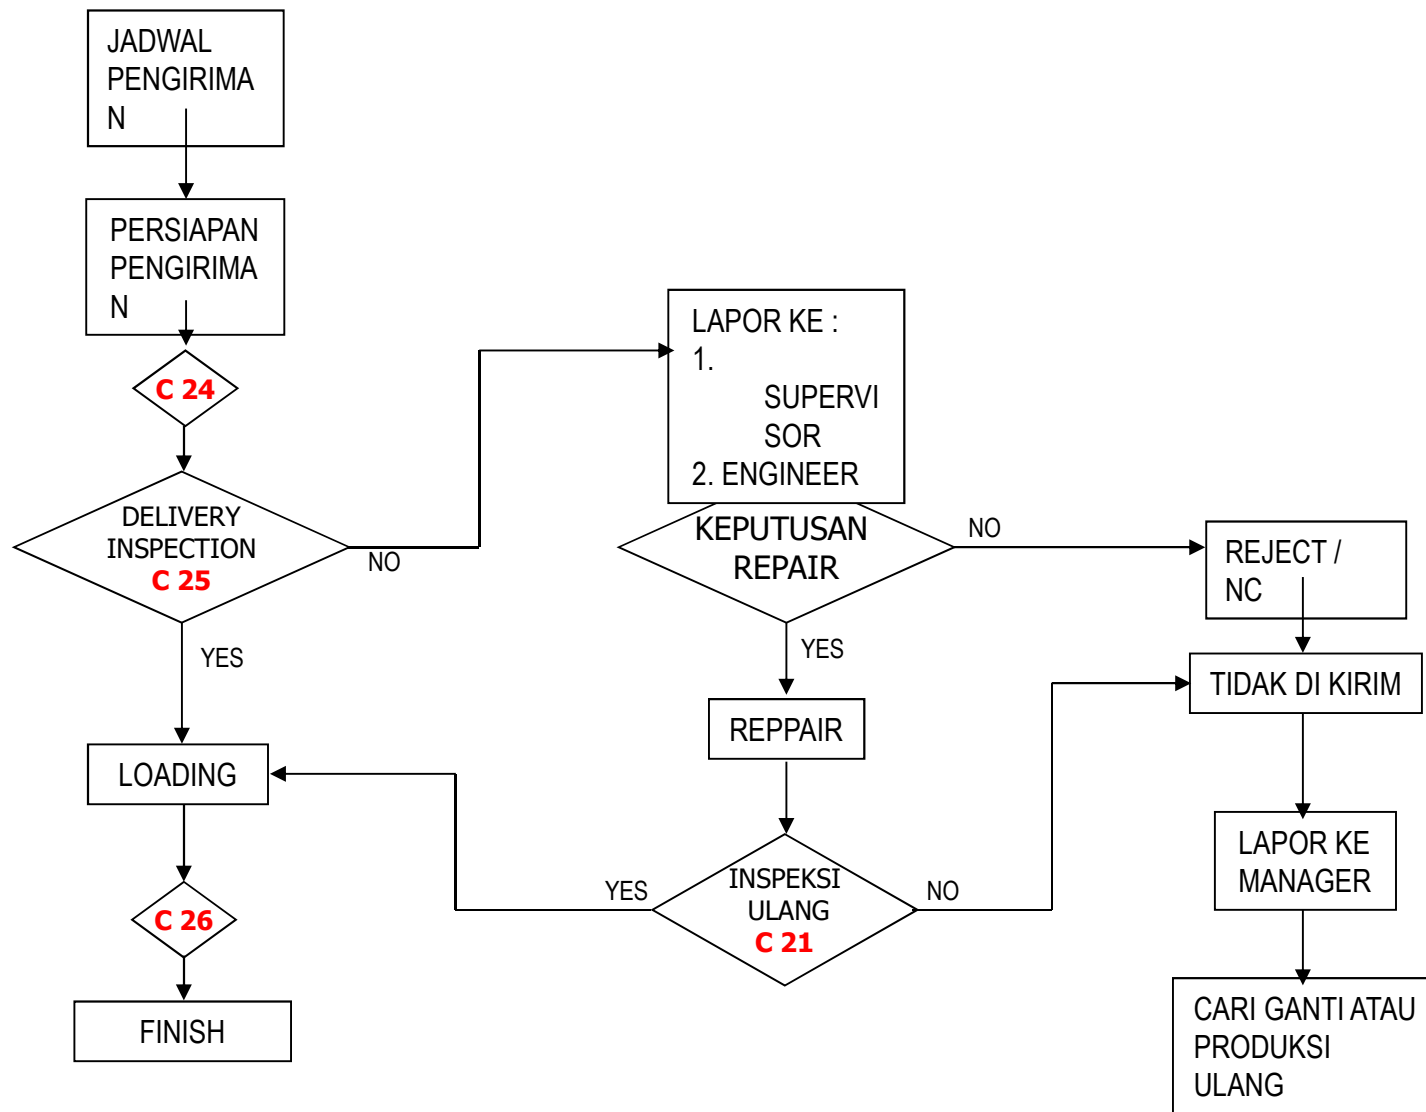 JADWAL
PENGIRIMA
N
PERSIAPAN
PENGIRIMA
N
C 24
DELIVERY
INSPECTION
C 25
NO
YES
LOADING
C 26
FINISH
LAPOR KE :
1.
SUPERVI
SOR
2. ENGINEER
KEPUTUSAN
REPAIR
NO
YES
REPPAIR
INSPEKSI
ULANG
C 21
YES
NO
REJECT /
NC
TIDAK DI KIRIM
LAPOR KE
MANAGER
CARI GANTI ATAU
PRODUKSI
ULANG